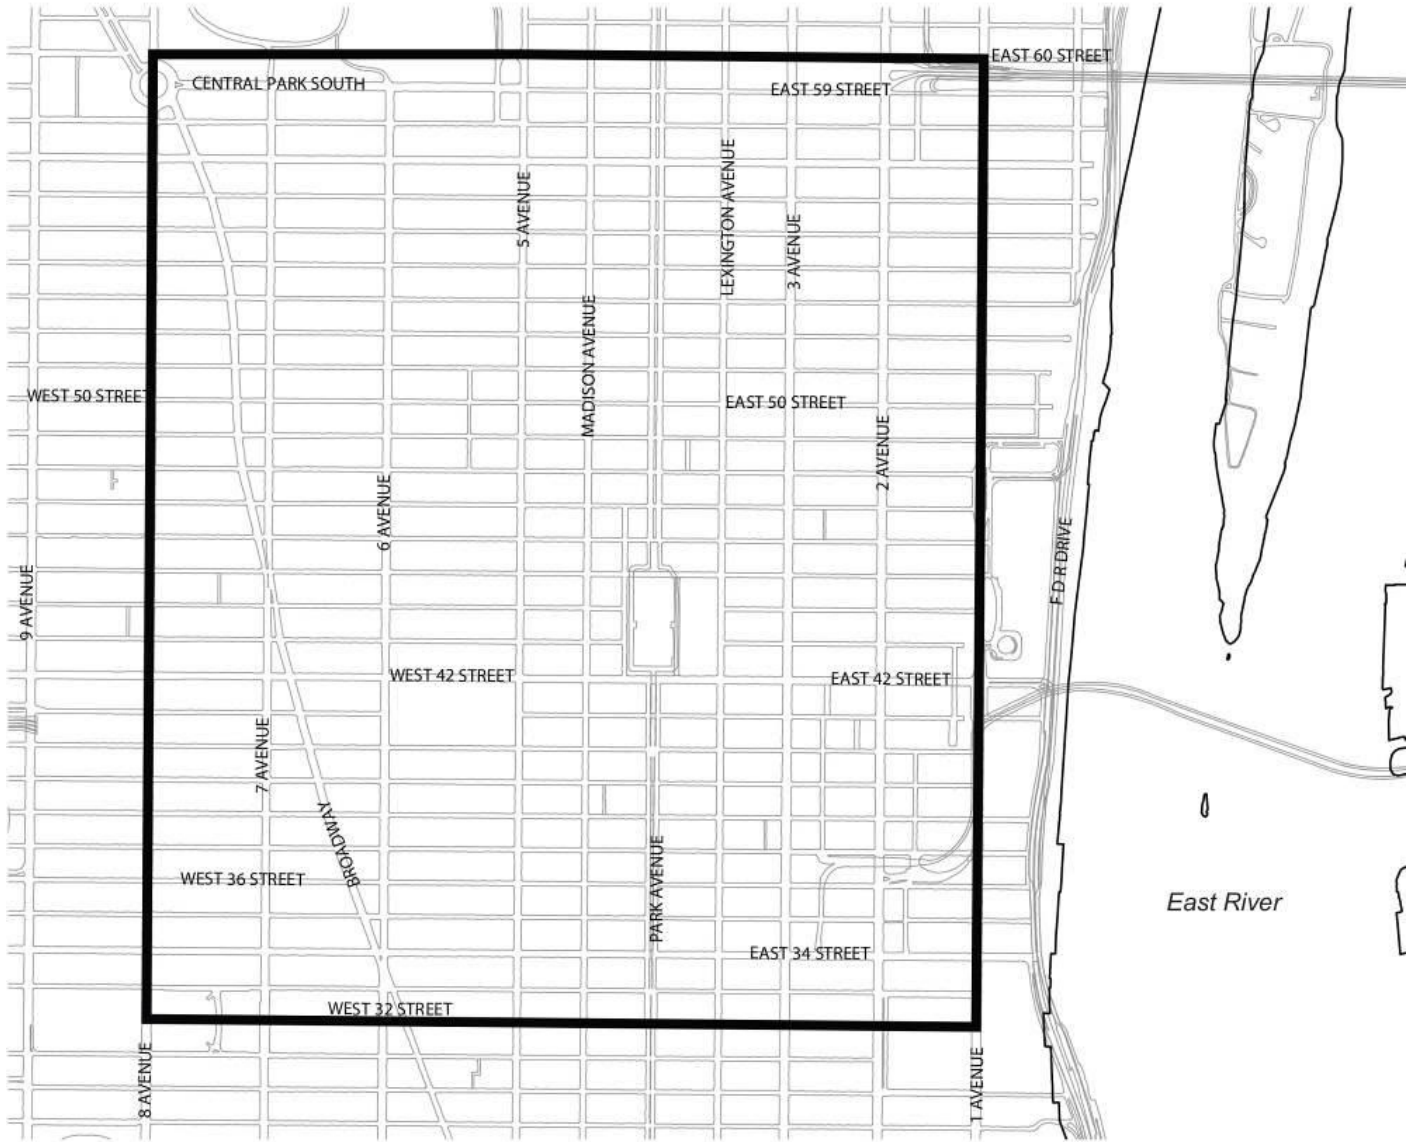 EAST 60 STREET
CENTRAL PARK SOUTH
EAST 59 STREET
LEXINGTON AVENUE
5 AVENUE
3 AVENUE
MADISON AVENUE
WEST 50 STREET
EAST 50 STREET
2 AVENUE
6 AVENUE
F D R DRIVE
9 AVENUE
WEST 42 STREET
EAST 42 STREET
7 AVENUE
BROADWAY
WEST 36 STREET
PARK AVENUE
East River
EAST 34 STREET
WEST 32 STREET
8 AVENUE
1 AVENUE